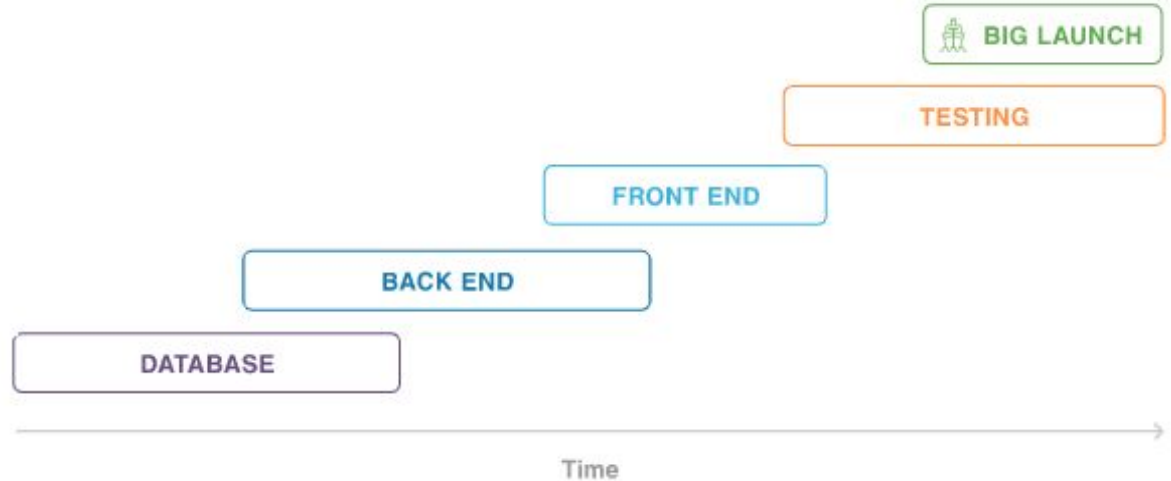 BIG LAUNCH
TESTING
FRONT END
BACK END
DATABASE
Time